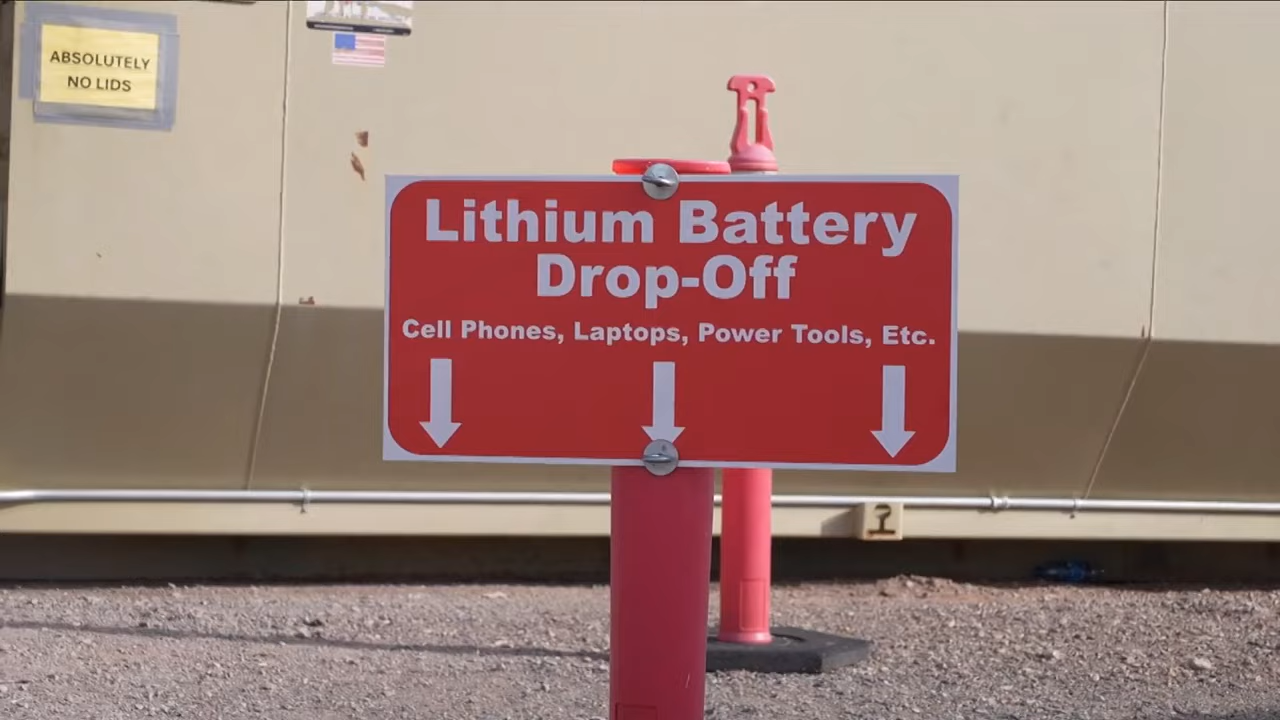 ABSOLUTELY
NO LIDS
Lithium Battery
Drop-Off
Cell Phones, Laptops, Power Tools, Etc.